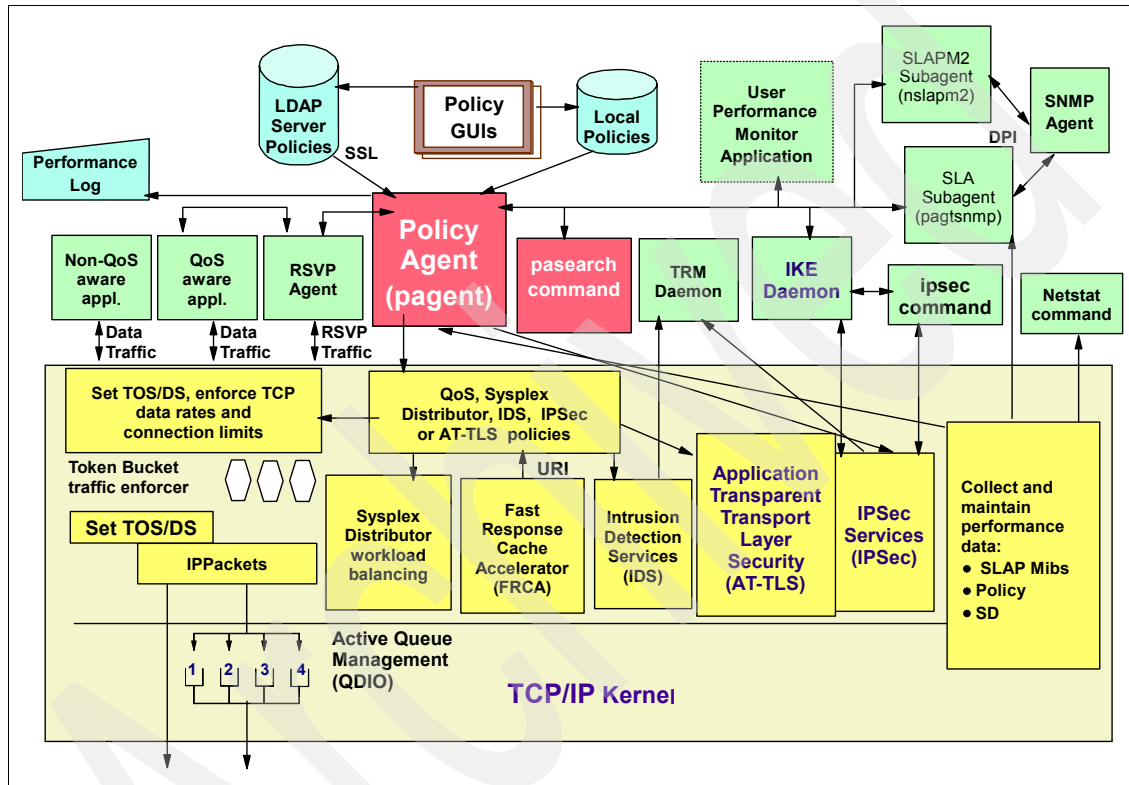 LDAP
Server
Policies
Policy
GUIs
Local
Policies
User
Performance
Monitor
Application
SLAPM2
Subagent
(nslapm2)
SNMP
Agent
DPI
SSL
Performance
Log
SLA
Subagent
(pagtsnmp)
Non-QoS
aware
appl.
QoS
aware
appl.
RSVP
Agent
Policy
Agent
(pagent)
pasearch
command
TRM
Daemon
IKE
Daemon
ipsec
command
Netstat
command
Data
Traffic
Data
Traffic
RSVP
Traffic
Set TOS/DS, enforce TCP
data rates and
connection limits
QoS, Sysplex
Distributor, IDS, IPSec
or AT-TLS policies
Token Bucket
traffic enforcer
URI
Set TOS/DS
IPPackets
Sysplex
Distributor
workload
balancing
Fast
Response
Cache
Accelerator
(FRCA)
Intrusion
Detection
Services
(IDS)
Application
Transparent
Transport
Layer
Security
(AT-TLS)
IPSec
Services
(IPSec)
Collect and
maintain
performance
data:
● SLAP Mibs
● Policy
● SD
1 2 3 4
Active Queue
Management
(QDIO)
TCP/IP Kernel
Archived